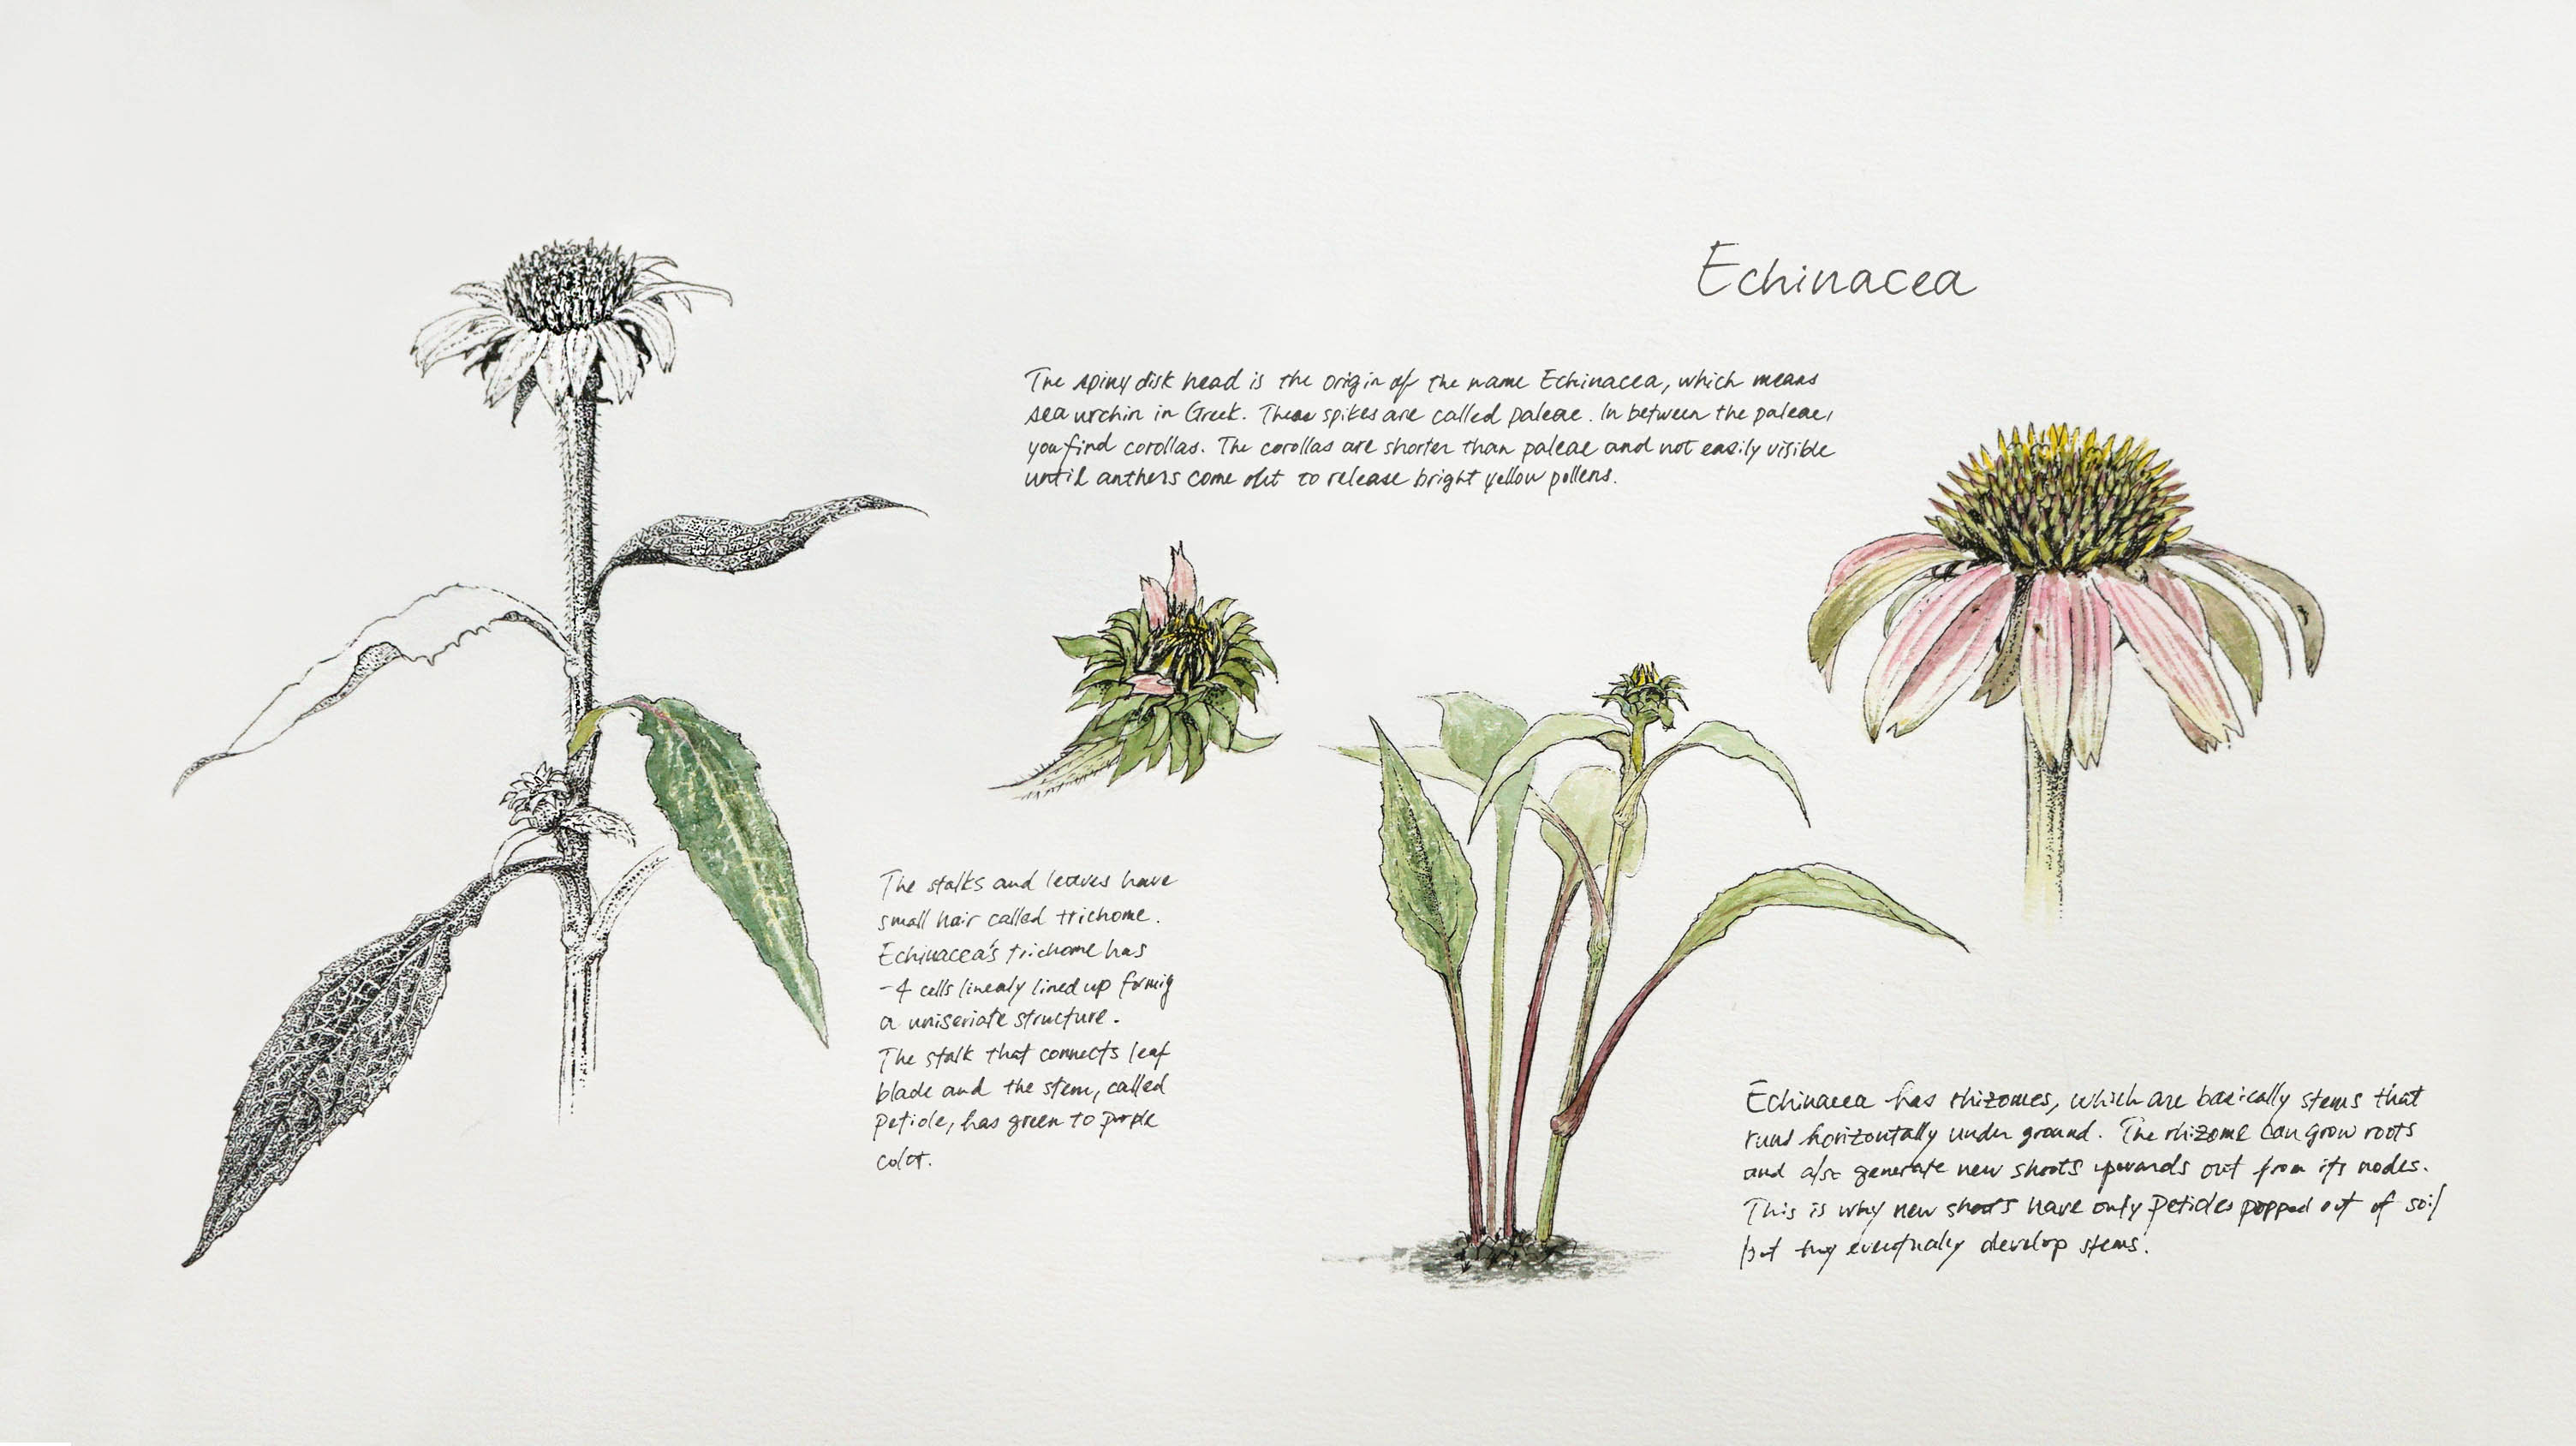 Echinacea
The spiny disk head is the origin of the name Echinacea, which means
sea urchin in Greek. These spikes are called paleae. In between the paleae,
you find corollas. The corollas are shorter than paleae and not easily visible
until anthers come out to release bright yellow pollens.
The stalks and leaves have
small hair called trichome.
Echinacea's trichome has
-4 cells linealy lined up formig
a uniseriate structure.
The stalk that connects leaf
blade and the stem, called
petiole, has green to purple
color.
Echinacea has rhizomes, which are basically stems that
runs horizontally under ground. The rhizome can grow roots
and also generate new shoots upwards out from its nodes.
This is why new shoots have only petioles popped out of soil
but they eventually develop stems.